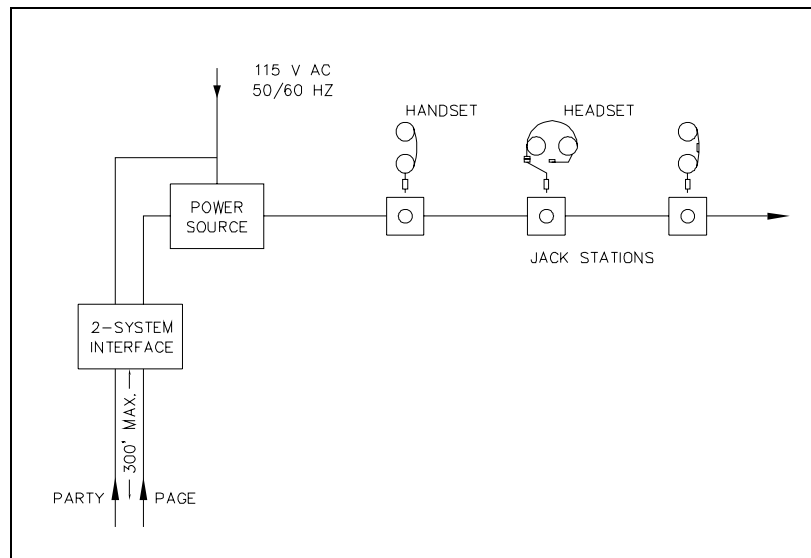 115 V AC
50/60 HZ
HANDSET
HEADSET
POWER
SOURCE
JACK STATIONS
2-SYSTEM
INTERFACE
300' MAX.
PARTY
PAGE